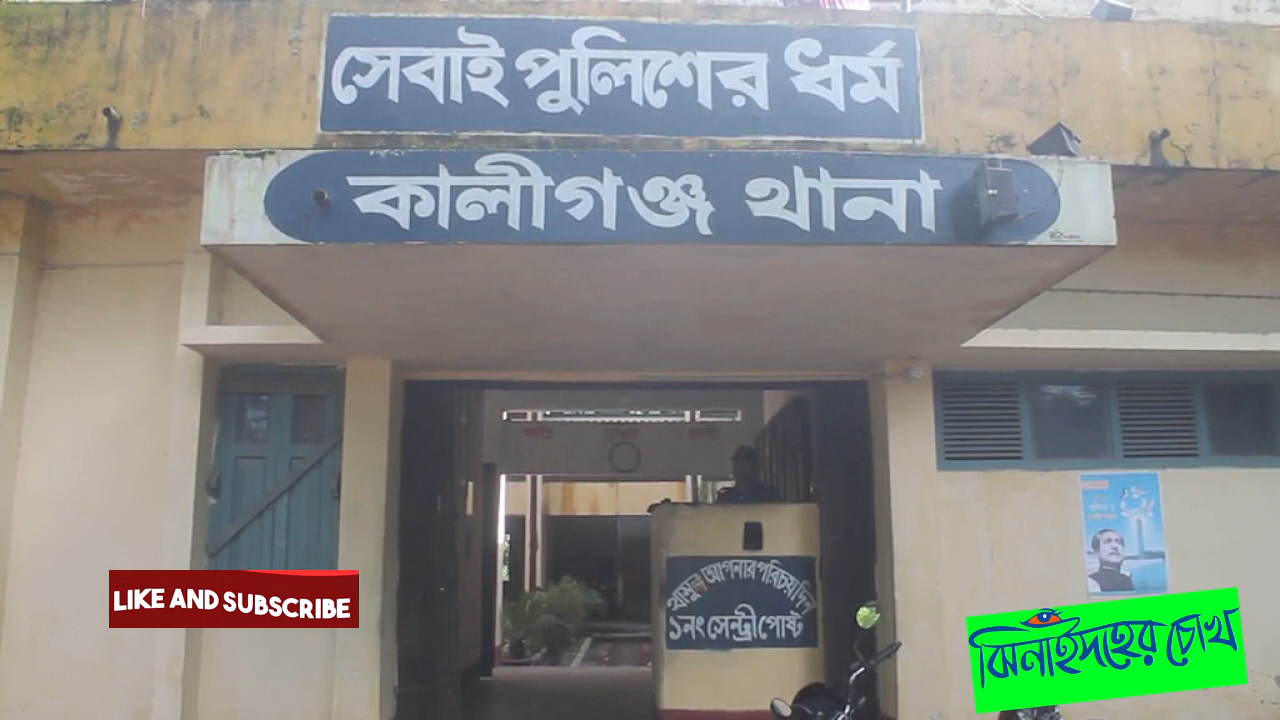 সেবাই পুলিশের ধর্ম
কালীগঞ্জ থানা
থামুন আপনার পরিচয় দিন
১নং সেন্ট্রী পোষ্ট
LIKE AND SUBSCRIBE
ঝিনাইদহের চোখ